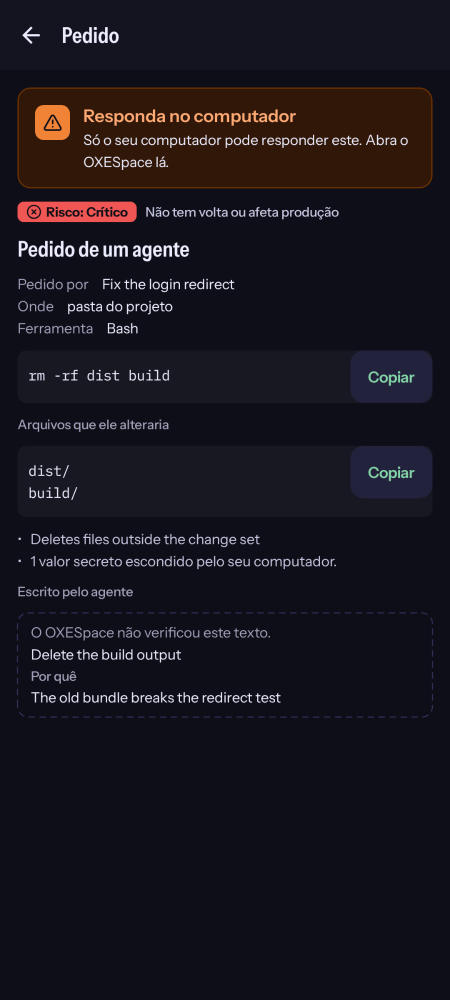 Pedido
Responda no computador
Só o seu computador pode responder este. Abra o
OXESpace lá.
Risco: Crítico Não tem volta ou afeta produção
Pedido de um agente
Pedido por Fix the login redirect
Onde pasta do projeto
Ferramenta Bash
rm -rf dist build
Copiar
Arquivos que ele alteraria
dist/
Copiar
build/
• Deletes files outside the change set
• 1 valor secreto escondido pelo seu computador.
Escrito pelo agente
O OXESpace não verificou este texto.
Delete the build output
Por quê
The old bundle breaks the redirect test